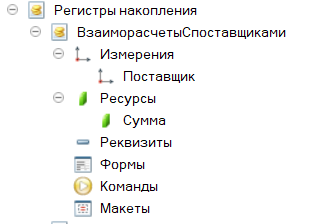 Регистры накопления
ВзаиморасчетыСпоставщиками
Измерения
Поставщик
Ресурсы
Сумма
Реквизиты
Формы
Команды
Макеты